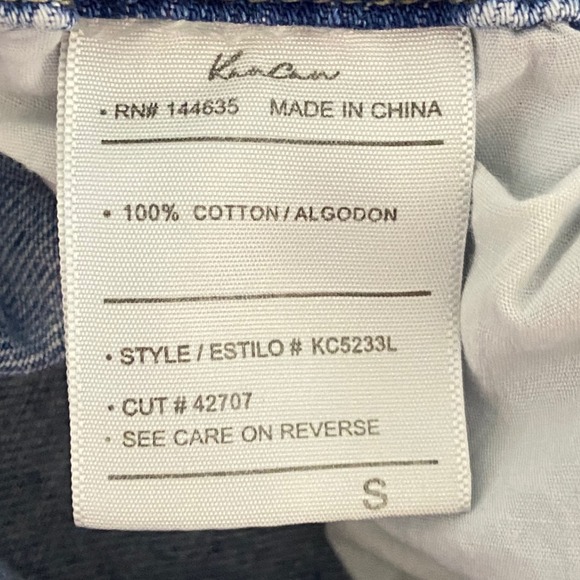 KanCan
• RN# 144635 MADE IN CHINA
• 100% COTTON/ALGODON
• STYLE / ESTILO # KC5233L
• CUT # 42707
• SEE CARE ON REVERSE
S